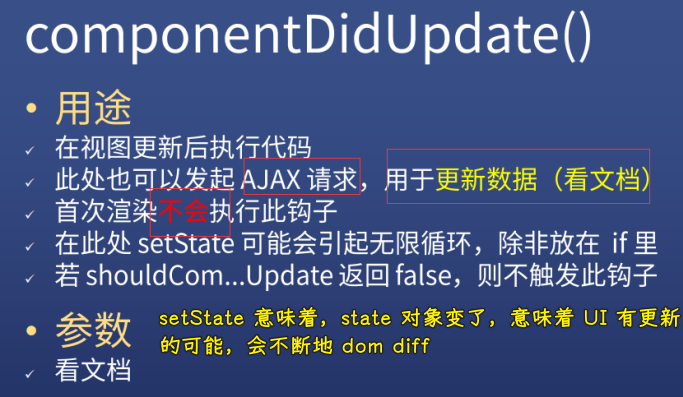 componentDidUpdate()
• 用途
✓ 在视图更新后执行代码
✓ 此处也可以发起 AJAX 请求，用于更新数据（看文档）
✓ 首次渲染不会执行此钩子
✓ 在此处 setState 可能会引起无限循环，除非放在 if 里
✓ 若 shouldCom...Update 返回 false，则不触发此钩子
• 参数
setState 意味着，state 对象变了，意味着 UI 有更新
的可能，会不断地 dom diff
✓ 看文档